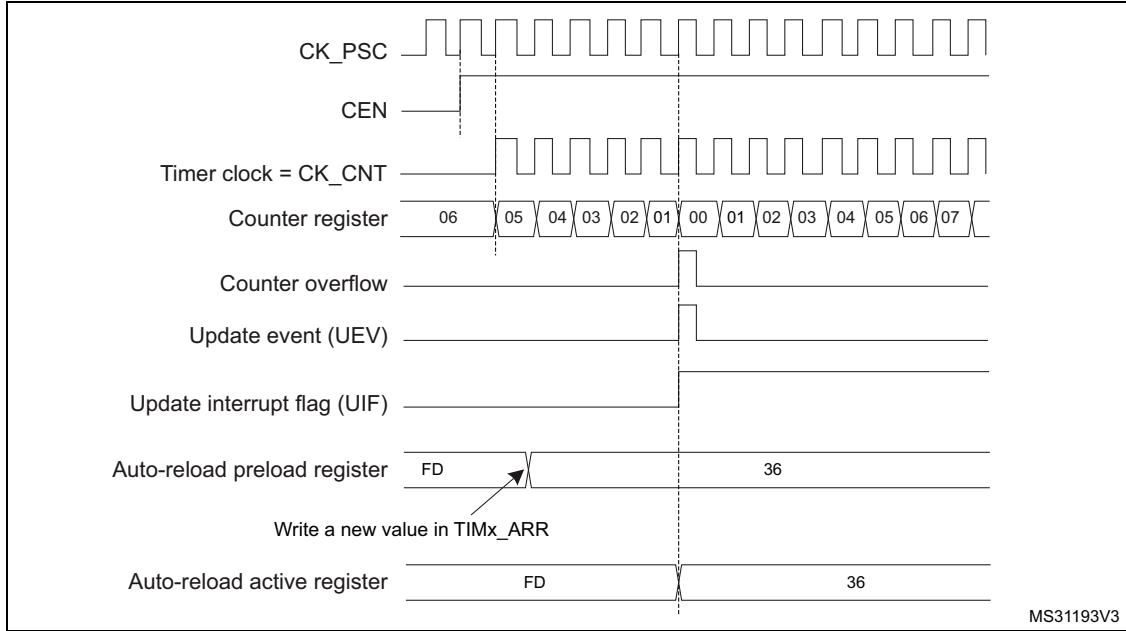 CK_PSC
CEN
Timer clock = CK_CNT
Counter register 06 05 04 03 02 01 00 01 02 03 04 05 06 07
Counter overflow
Update event (UEV)
Update interrupt flag (UIF)
Auto-reload preload register FD 36
Write a new value in TIMx_ARR
Auto-reload active register FD 36
MS31193V3